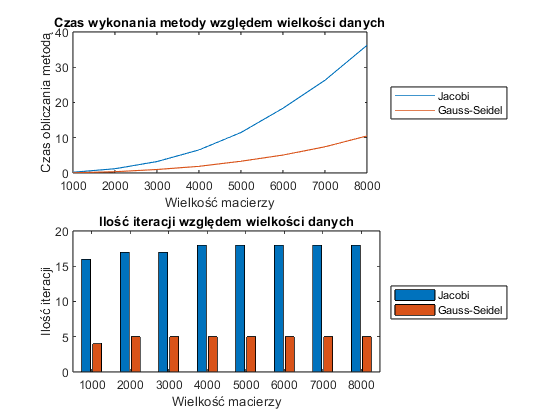 Czas wykonania metody względem wielkości danych
Czas obliczania metodą
40
30
20
10
0
1000 2000 3000 4000 5000 6000 7000 8000
Wielkość macierzy
Jacobi
Gauss-Seidel
Ilość iteracji względem wielkości danych
Ilość iteracji
20
15
10
5
0
1000 2000 3000 4000 5000 6000 7000 8000
Wielkość macierzy
Jacobi
Gauss-Seidel